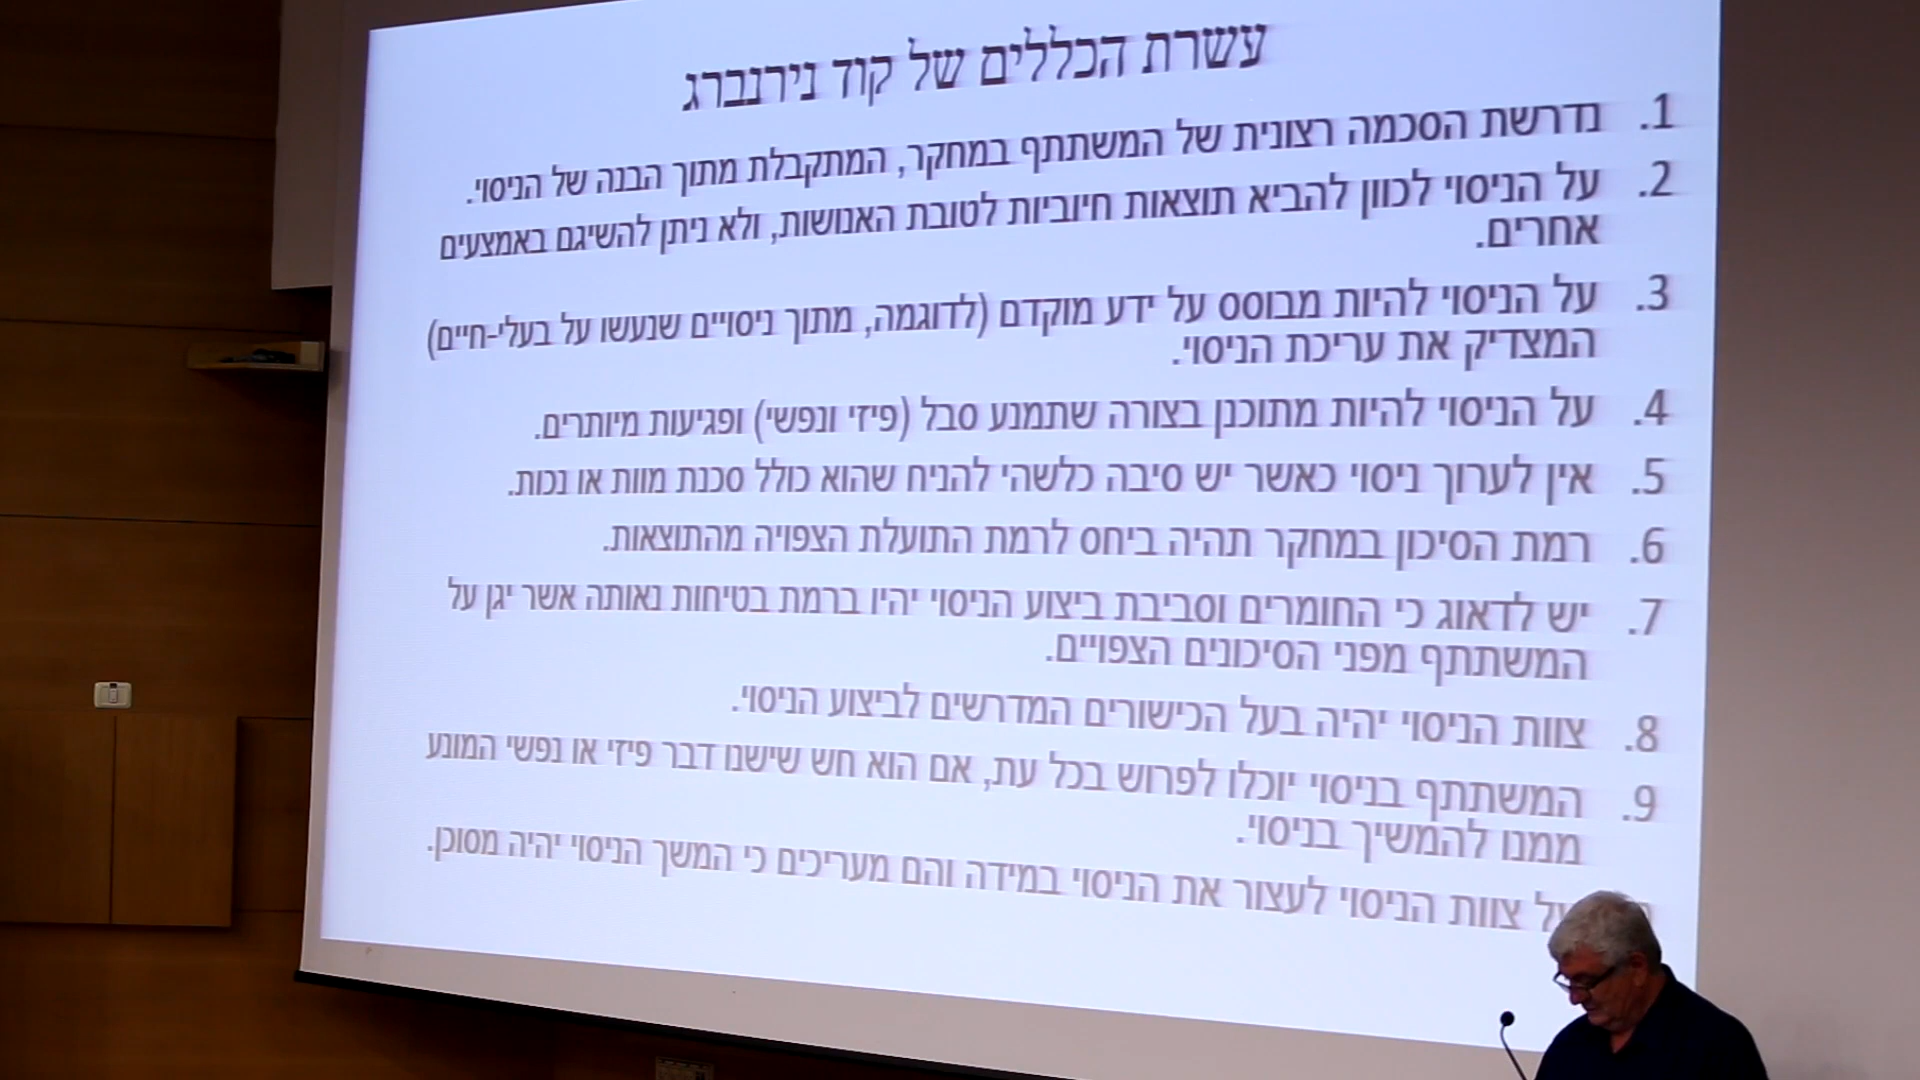 עשרת הכללים של קוד נירנברג
1. נדרשת הסכמה רצונית של המשתתף במחקר, המתקבלת מתוך הבנה של הניסוי.
2. על הניסוי לכוון להביא תוצאות חיוביות לטובת האנושות, ולא ניתן להשיגם באמצעים
אחרים.
3. על הניסוי להיות מבוסס על ידע מוקדם (לדוגמה, מתוך ניסויים שנעשו על בעלי-חיים)
המצדיק את עריכת הניסוי.
4. על הניסוי להיות מתוכנן בצורה שתמנע סבל (פיזי ונפשי) ופגיעות מיותרים.
5. אין לערוך ניסוי כאשר יש סיבה כלשהי להניח שהוא כולל סכנת מוות או נכות.
6. רמת הסיכון במחקר תהיה ביחס לרמת התועלת הצפויה מהתוצאות.
7. יש לדאוג כי החומרים וסביבת ביצוע הניסוי יהיו ברמת בטיחות נאותה אשר יגן על
המשתתף מפני הסיכונים הצפויים.
8. צוות הניסוי יהיה בעל הכישורים המדרשים לביצוע הניסוי.
9. המשתתף בניסוי יוכלו לפרוש בכל עת, אם הוא חש שישנו דבר פיזי או נפשי המונע
ממנו להמשיך בניסוי.
צוות הניסוי לעצור את הניסוי במידה והם מעריכים כי המשך הניסוי יהיה מסוכן.